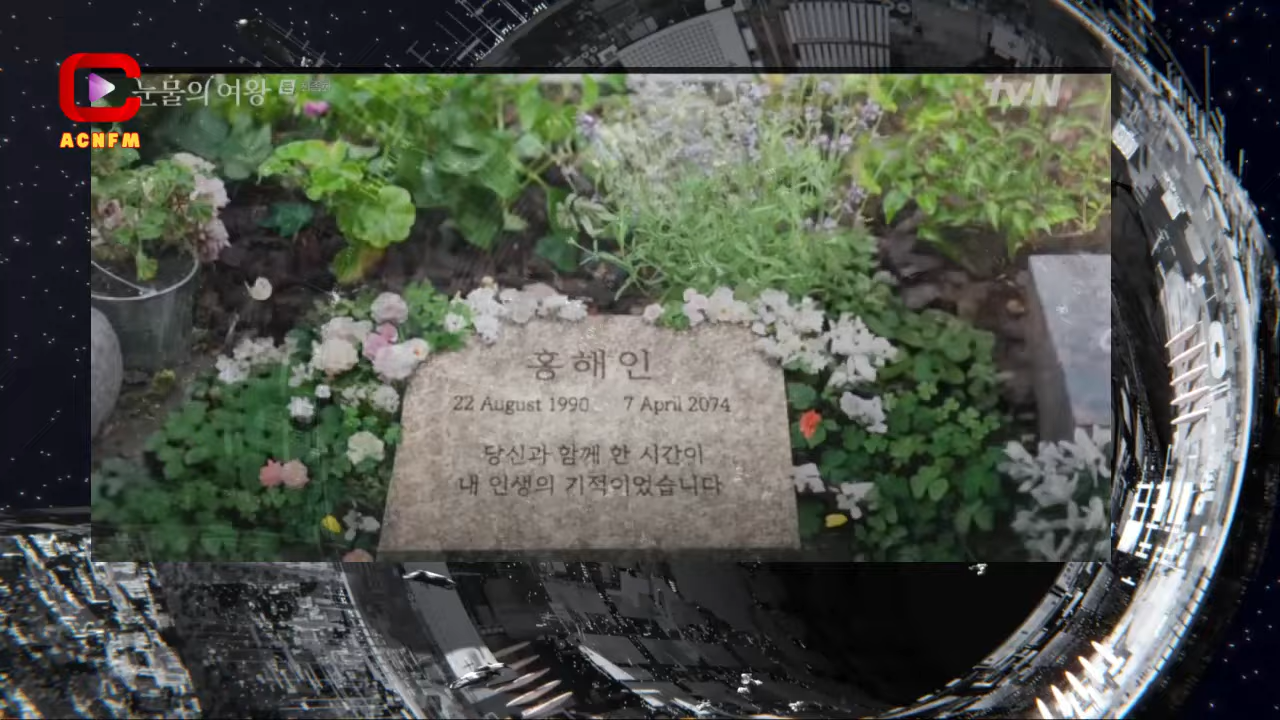 눈물의 여왕
tvN
ACNFM
홍해인
22 August 1990 7 April 2074
당신과 함께 한 시간이
내 인생의 기적이었습니다